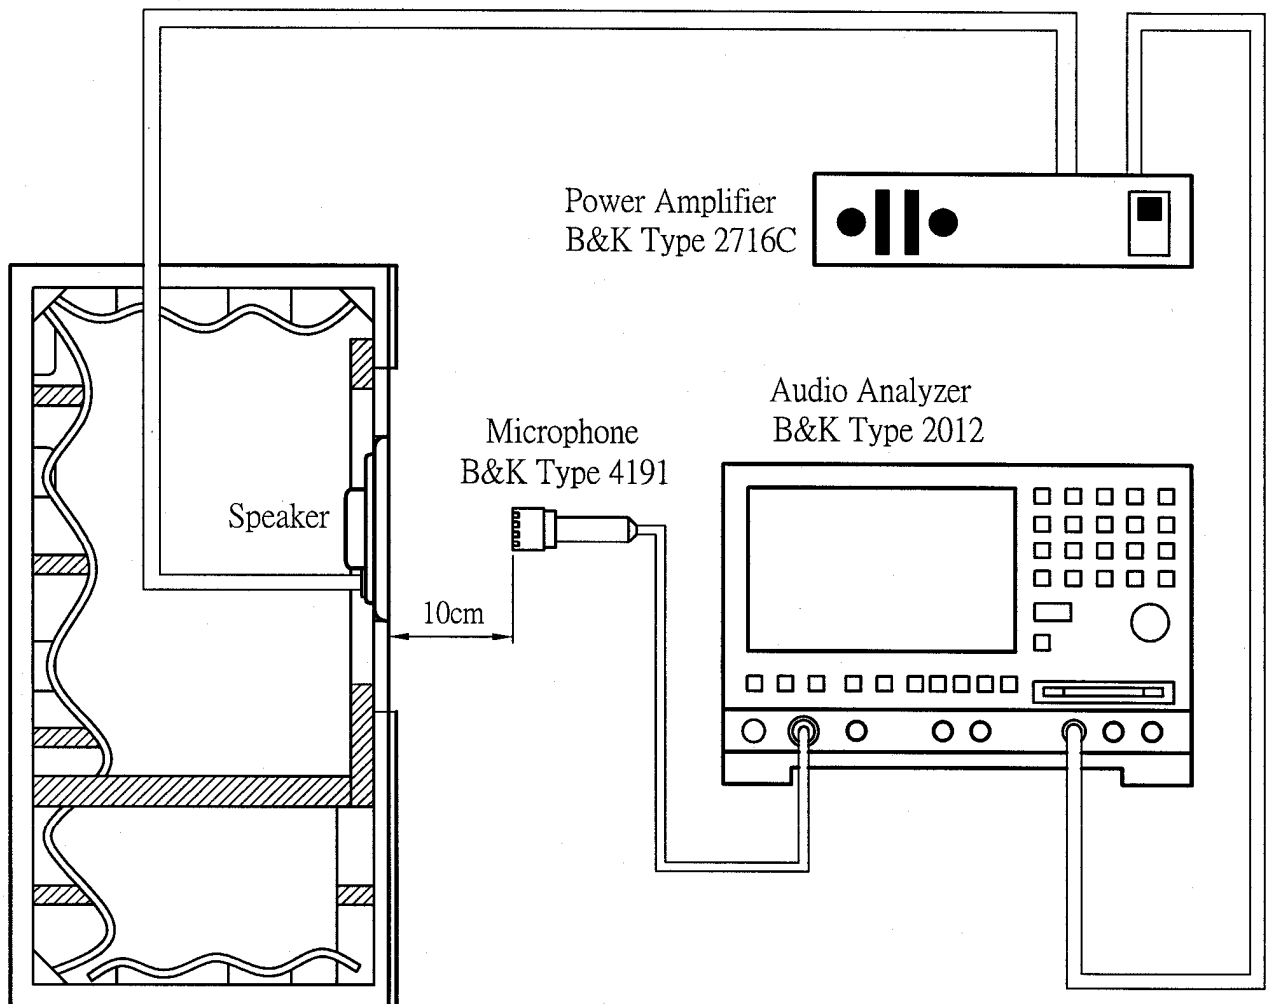 Power Amplifier
B&K Type 2716C
Audio Analyzer
B&K Type 2012
Microphone
B&K Type 4191
Speaker
10cm